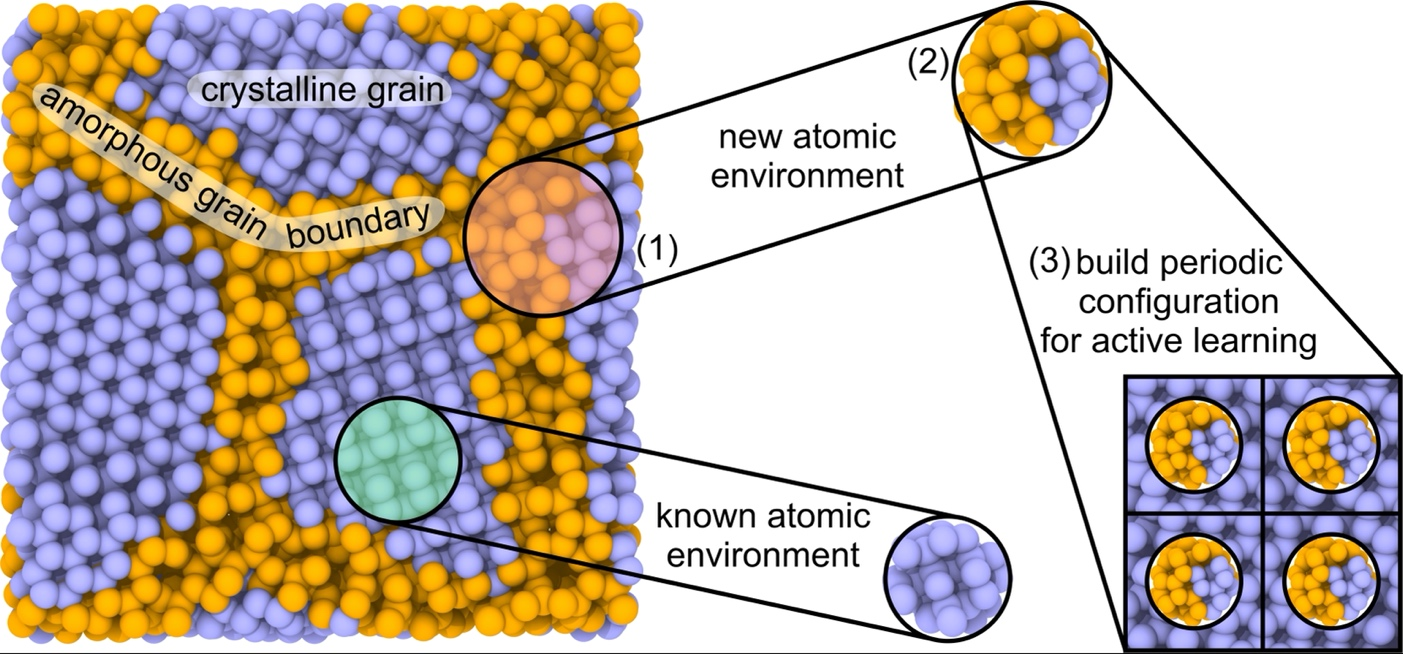 crystalline grain
amorphous grain boundary
(1)
new atomic
environment
(2)
(3) build periodic
configuration
for active learning
known atomic
environment